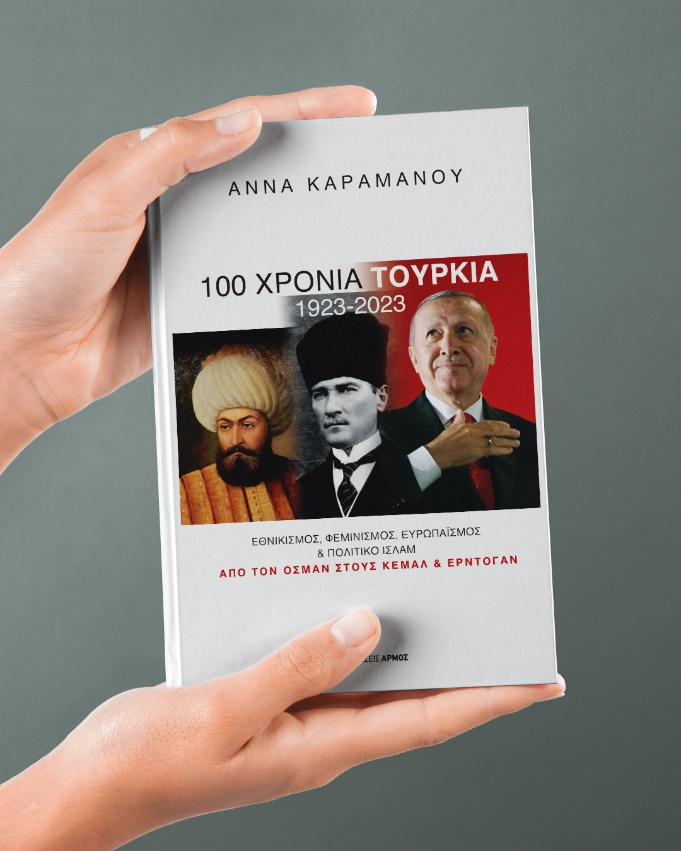 ΑΝΝΑ ΚΑΡΑΜΑΝΟΥ
100 ΧΡΟΝΙΑ ΤΟΥΡΚΙΑ
1923-2023
ΕΘΝΙΚΙΣΜΟΣ, ΦΕΜΙΝΙΣΜΟΣ, ΕΥΡΩΠΑΪΣΜΟΣ
& ΠΟΛΙΤΙΚΟ ΙΣΛΑΜ
ΑΠΟ ΤΟΝ ΟΣΜΑΝ ΣΤΟΥΣ ΚΕΜΑΛ & ΕΡΝΤΟΓΑΝ
ΑΡΜΟΣ